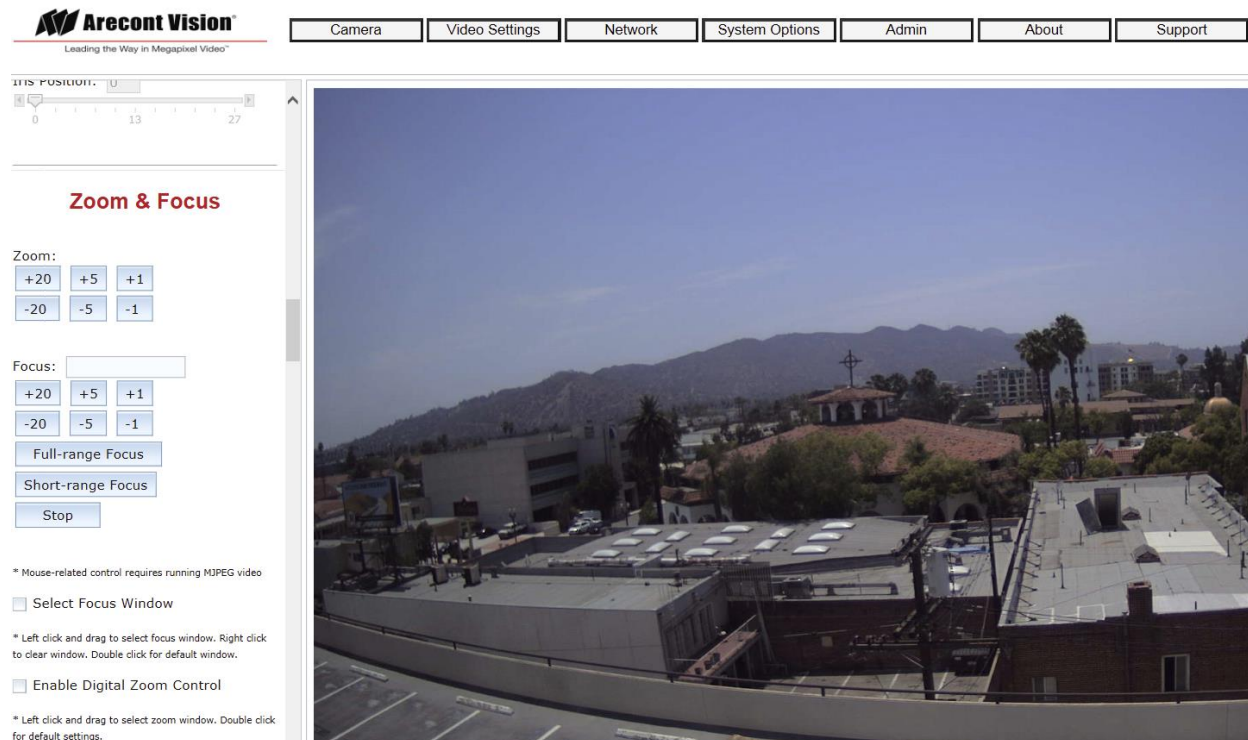 Arecont Vision®
Leading the Way in Megapixel Video™
Camera
Video Settings
Network
System Options
Admin
About
Support
Iris Position: 0
0 13 27
Zoom & Focus
Zoom:
+20 +5 +1
-20 -5 -1
Focus:
+20 +5 +1
-20 -5 -1
Full-range Focus
Short-range Focus
Stop
* Mouse-related control requires running MJPEG video
Select Focus Window
* Left click and drag to select focus window. Right click
to clear window. Double click for default window.
Enable Digital Zoom Control
* Left click and drag to select zoom window. Double click
for default settings.